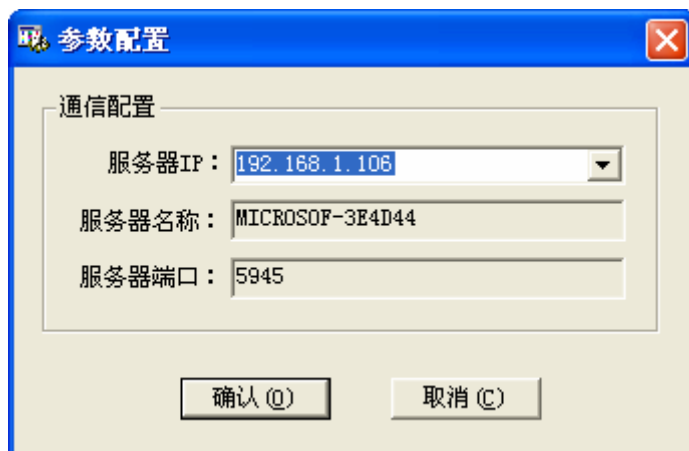 参数配置
通信配置
服务器IP： 192.168.1.106
服务器名称： MICROSOF-3E4D44
服务器端口： 5945
确认(O) 取消(C)